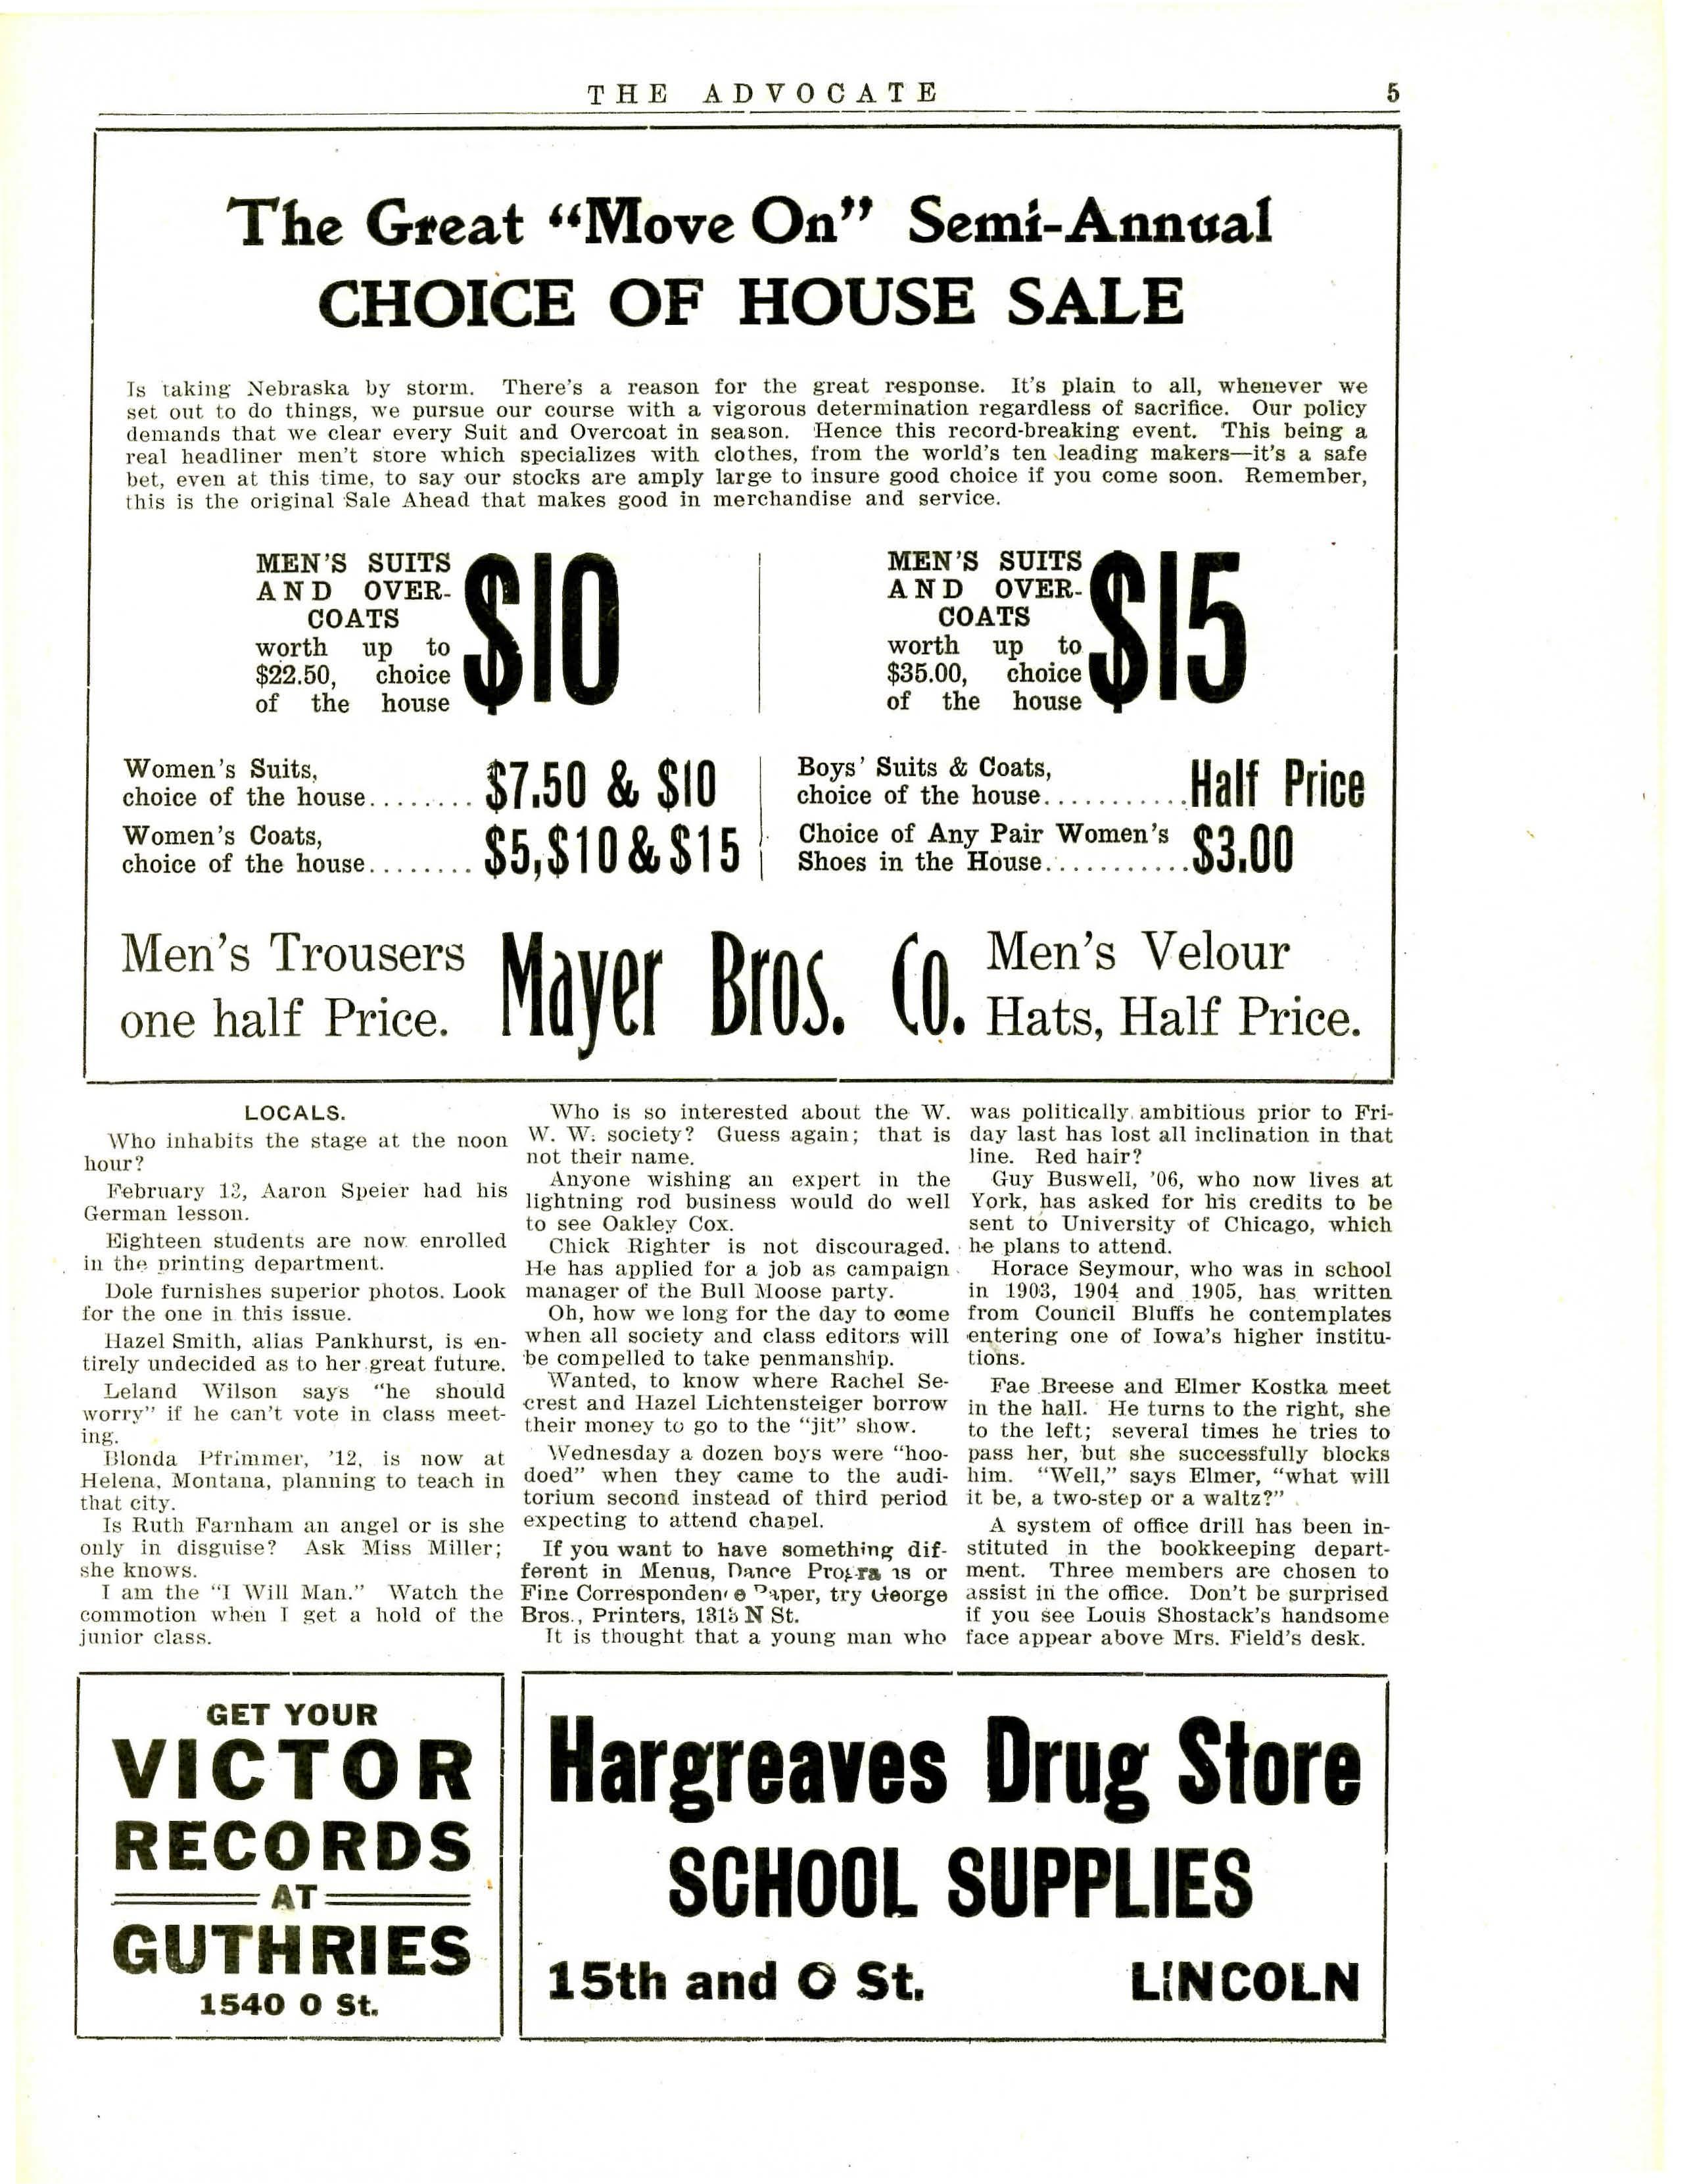 THE ADVOCATE 5
The Great “Move On” Semi-Annual
CHOICE OF HOUSE SALE
Is taking Nebraska by storm. There's a reason for the great response. It's plain to all, whenever we
set out to do things, we pursue our course with a vigorous determination regardless of sacrifice. Our policy
demands that we clear every Suit and Overcoat in season. Hence this record-breaking event. This being a
real headliner men't store which specializes with clothes, from the world's ten leading makers—it's a safe
bet, even at this time, to say our stocks are amply large to insure good choice if you come soon. Remember,
this is the original Sale Ahead that makes good in merchandise and service.
MEN'S SUITS
AND OVER-
COATS
worth up to
$22.50, choice
of the house
$10
MEN'S SUITS
AND OVER-
COATS
worth up to
$35.00, choice
of the house
$15
Women's Suits,
choice of the house........ $7.50 & $10
Women's Coats,
choice of the house........ $5, $10 & $15
Boys' Suits & Coats,
choice of the house...........Half Price
Choice of Any Pair Women's
Shoes in the House...........$3.00
Men's Trousers
one half Price.
Mayer Bros. Co.
Men's Velour
Hats, Half Price.
LOCALS.
Who inhabits the stage at the noon
hour?
February 13, Aaron Speier had his
German lesson.
Eighteen students are now enrolled
in the printing department.
Dole furnishes superior photos. Look
for the one in this issue.
Hazel Smith, alias Pankhurst, is en-
tirely undecided as to her great future.
Leland Wilson says “he should
worry” if he can't vote in class meet-
ing.
Blonda Pfrimmer, '12, is now at
Helena, Montana, planning to teach in
that city.
Is Ruth Farnham an angel or is she
only in disguise? Ask Miss Miller;
she knows.
I am the “I Will Man.” Watch the
commotion when I get a hold of the
junior class.
Who is so interested about the W.
W. W. society? Guess again; that is
not their name.
Anyone wishing an expert in the
lightning rod business would do well
to see Oakley Cox.
Chick Righter is not discouraged.
He has applied for a job as campaign
manager of the Bull Moose party.
Oh, how we long for the day to come
when all society and class editors will
be compelled to take penmanship.
Wanted, to know where Rachel Se-
crest and Hazel Lichtensteiger borrow
their money to go to the “jit” show.
Wednesday a dozen boys were “hoo-
doed” when they came to the audi-
torium second instead of third period
expecting to attend chapel.
If you want to have something dif-
ferent in Menus, Dance or
Fine Correspondence Paper, try George
Bros., Printers, 1313 N St.
It is thought that a young man who
was politically ambitious prior to Fri-
day last has lost all inclination in that
line. Red hair?
Guy Buswell, '06, who now lives at
York, has asked for his credits to be
sent to University of Chicago, which
he plans to attend.
Horace Seymour, who was in school
in 1903, 1904 and 1905, has written
from Council Bluffs he contemplates
entering one of Iowa's higher institu-
tions.
Fae Breese and Elmer Kostka meet
in the hall. He turns to the right, she
to the left; several times he tries to
pass her, but she successfully blocks
him. “Well,” says Elmer, “what will
it be, a two-step or a waltz?”
A system of office drill has been in-
stituted in the bookkeeping depart-
ment. Three members are chosen to
assist in the office. Don't be surprised
if you see Louis Shostack's handsome
face appear above Mrs. Field's desk.
GET YOUR
VICTOR
RECORDS
AT
GUTHRIES
1540 O St.
Hargreaves Drug Store
SCHOOL SUPPLIES
15th and O St. LINCOLN